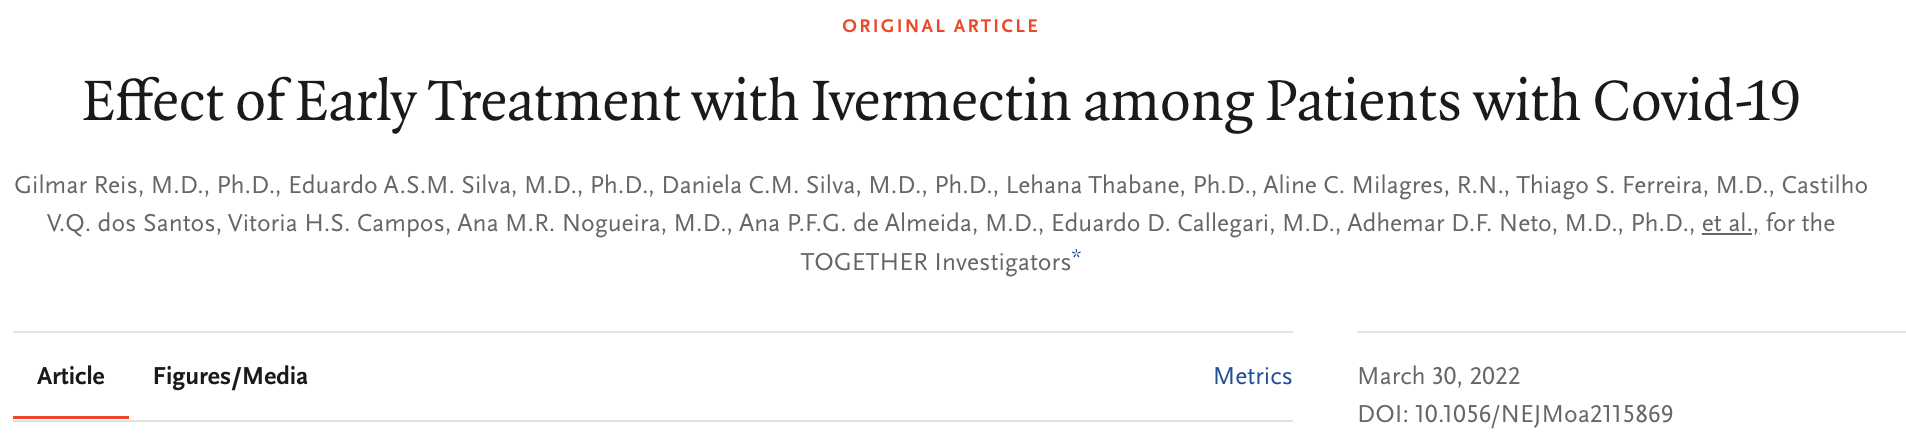 ORIGINAL ARTICLE
Effect of Early Treatment with Ivermectin among Patients with Covid-19
Gilmar Reis, M.D., Ph.D., Eduardo A.S.M. Silva, M.D., Ph.D., Daniela C.M. Silva, M.D., Ph.D., Lehana Thabane, Ph.D., Aline C. Milagres, R.N., Thiago S. Ferreira, M.D., Castilho
V.Q. dos Santos, Vitoria H.S. Campos, Ana M.R. Nogueira, M.D., Ana P.F.G. de Almeida, M.D., Eduardo D. Callegari, M.D., Adhemar D.F. Neto, M.D., Ph.D., et al., for the
TOGETHER Investigators*
Article Figures/Media Metrics
March 30, 2022
DOI: 10.1056/NEJMoa2115869